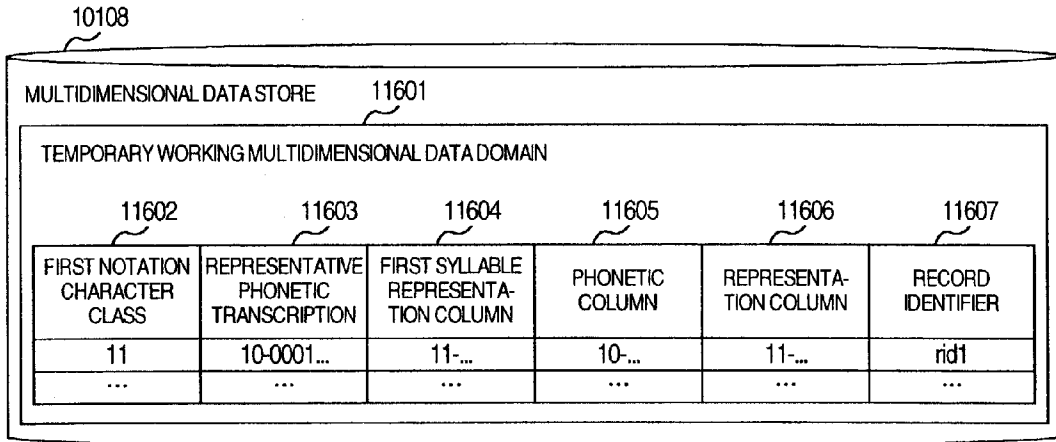 10108
MULTIDIMENSIONAL DATA STORE 11601
TEMPORARY WORKING MULTIDIMENSIONAL DATA DOMAIN
11602 11603 11604 11605 11606 11607
FIRST NOTATION CHARACTER CLASS
REPRESENTATIVE PHONETIC TRANSCRIPTION
FIRST SYLLABLE REPRESENTA-TION COLUMN
PHONETIC COLUMN
REPRESENTA-TION COLUMN
RECORD IDENTIFIER
11 10-0001... 11-... 10-... 11-... rid1
... ... ... ... ... ...